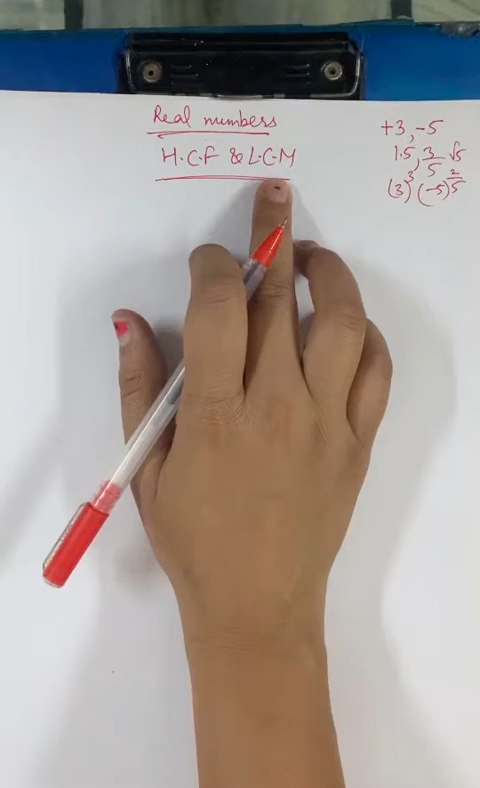 Real numbers
H.C.F & L.C.M
+3, -5
1.5, 3/5 √5
(3)³ (-5)^2/5